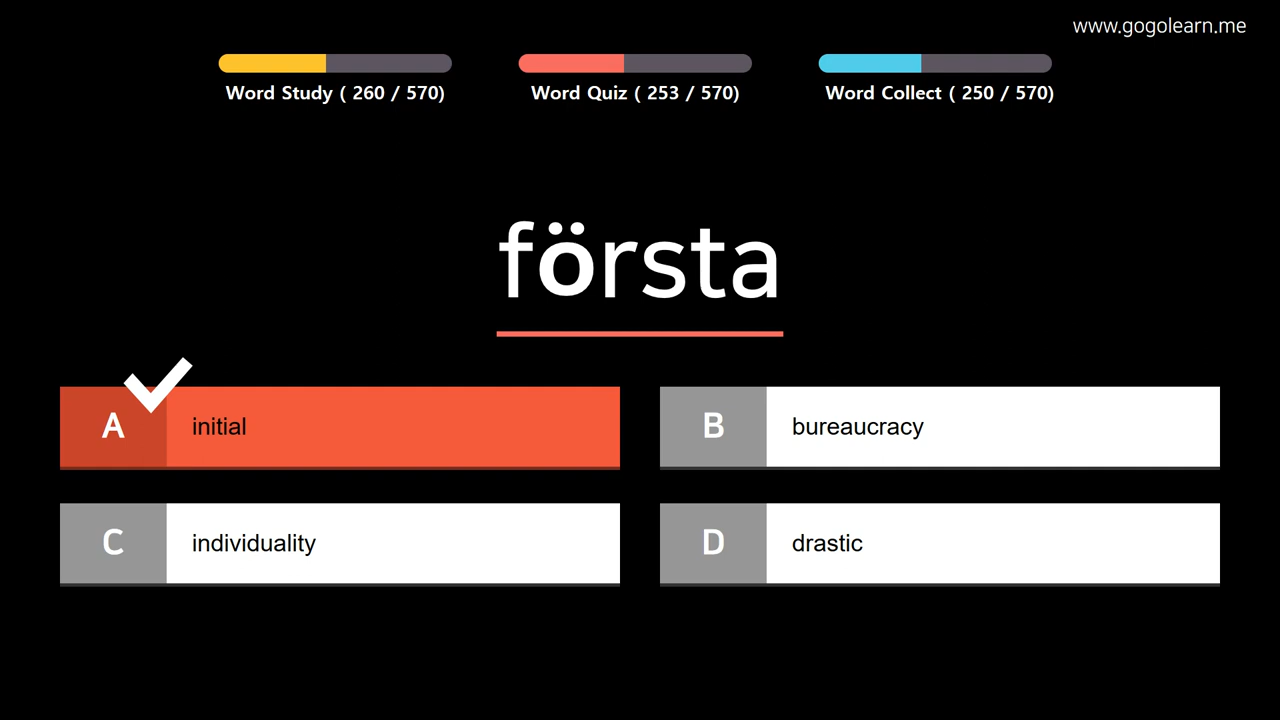 www.gogolearn.me
Word Study ( 260 / 570)
Word Quiz ( 253 / 570)
Word Collect ( 250 / 570)
första
A initial
B bureaucracy
C individuality
D drastic